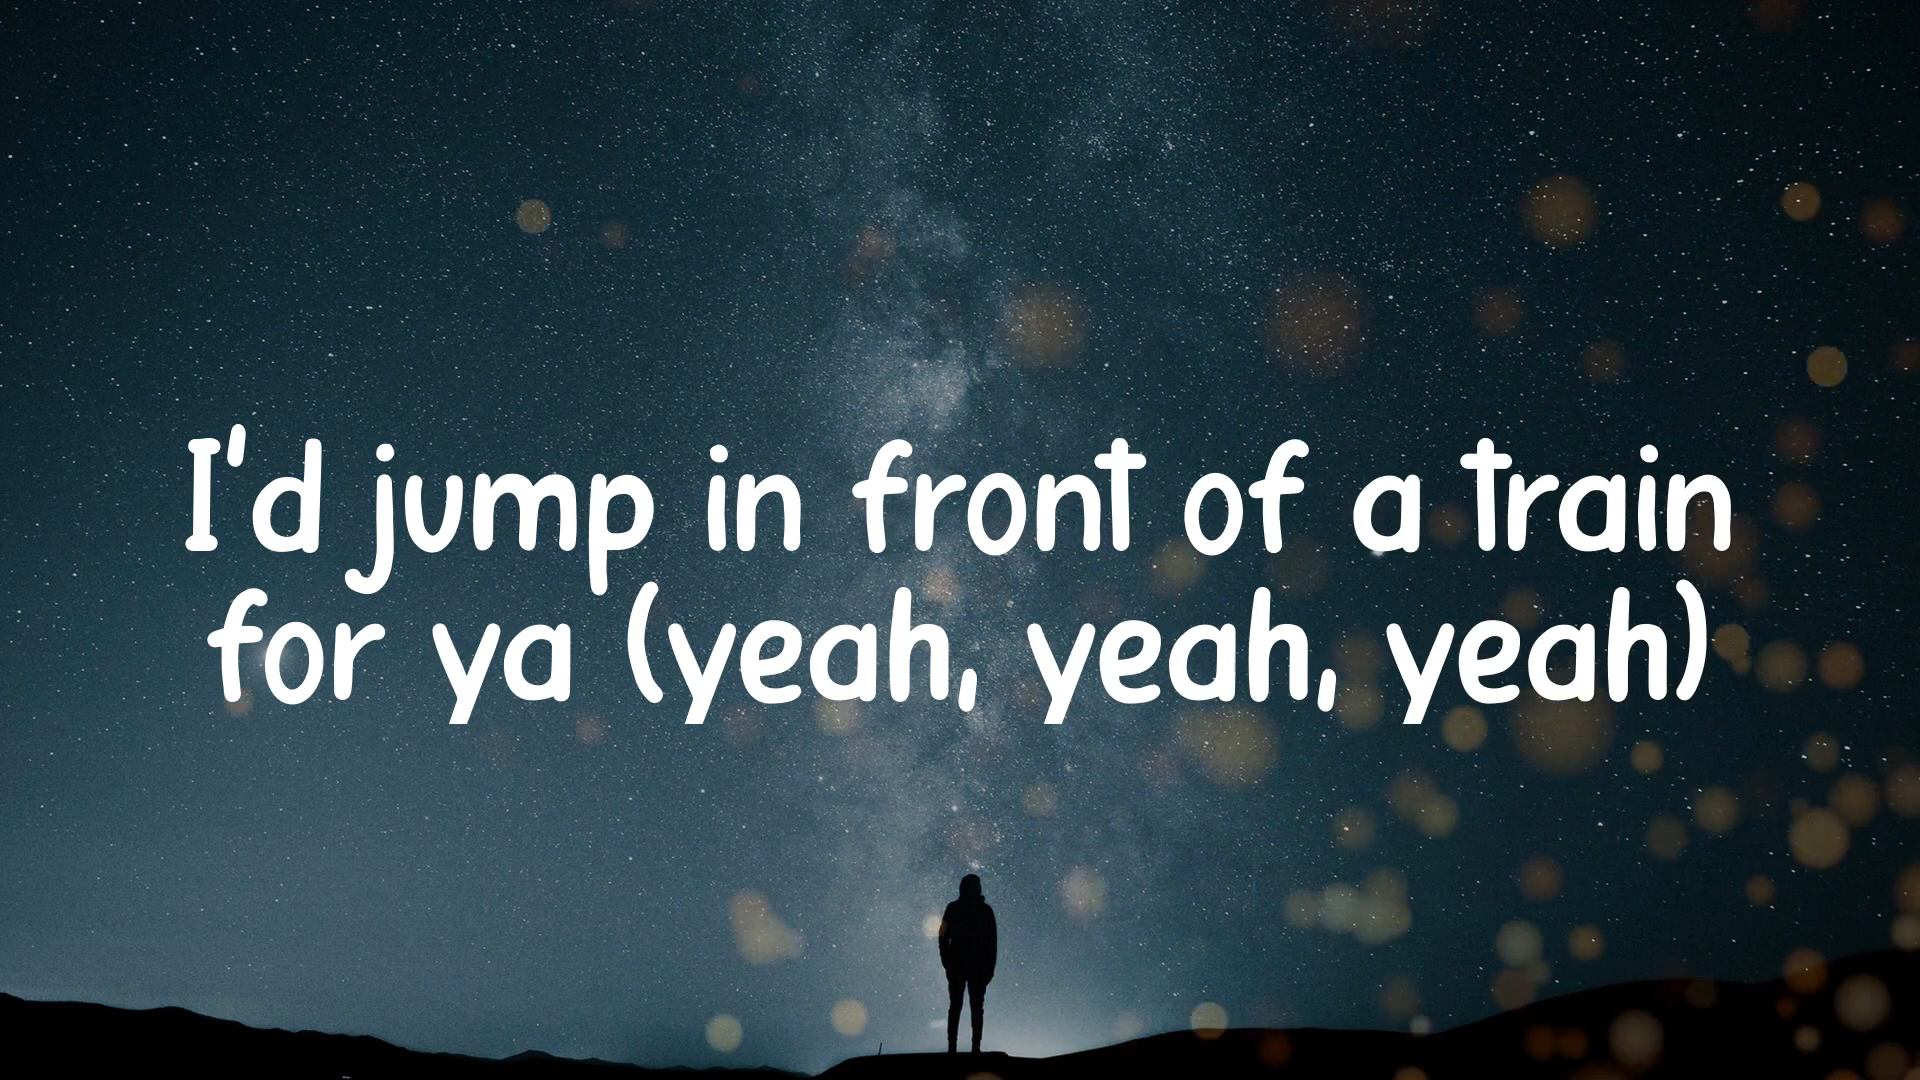 I'd jump in front of a train
for ya (yeah, yeah, yeah)